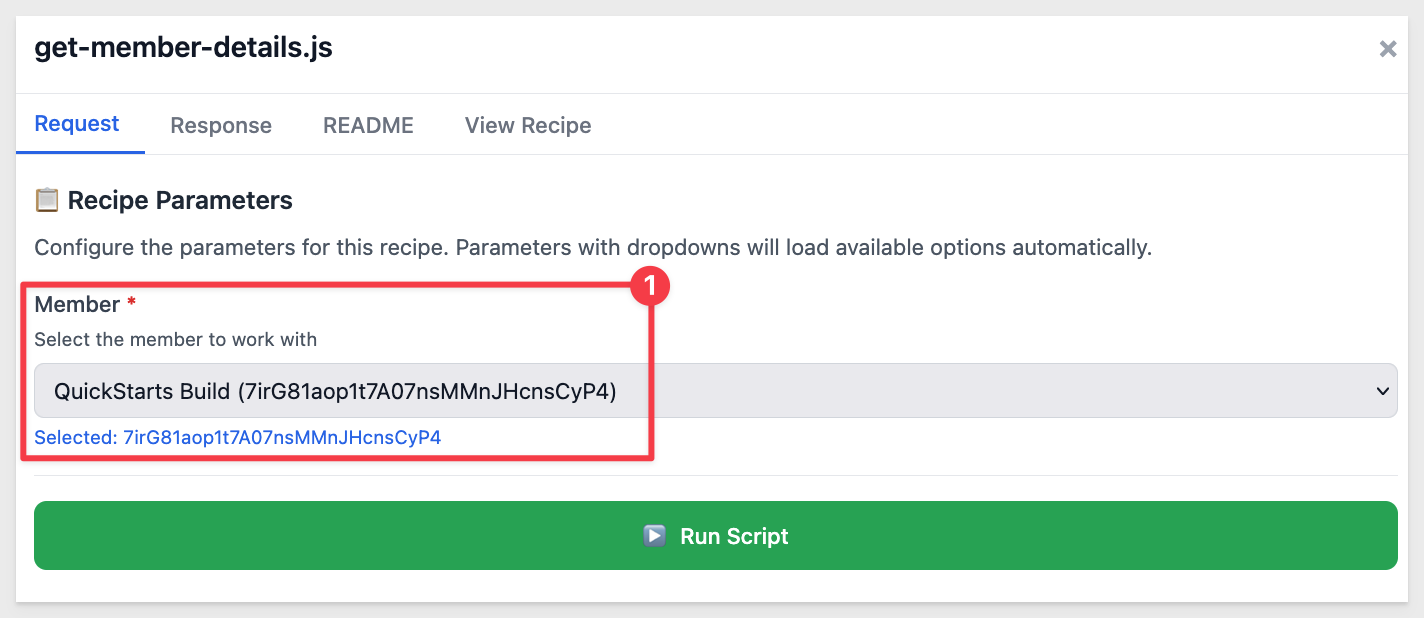 get-member-details.js
Request Response README View Recipe
Recipe Parameters
Configure the parameters for this recipe. Parameters with dropdowns will load available options automatically.
1
Member *
Select the member to work with
QuickStarts Build (7irG81aop1t7A07nsMMnJHcnsCyP4)
Selected: 7irG81aop1t7A07nsMMnJHcnsCyP4
Run Script